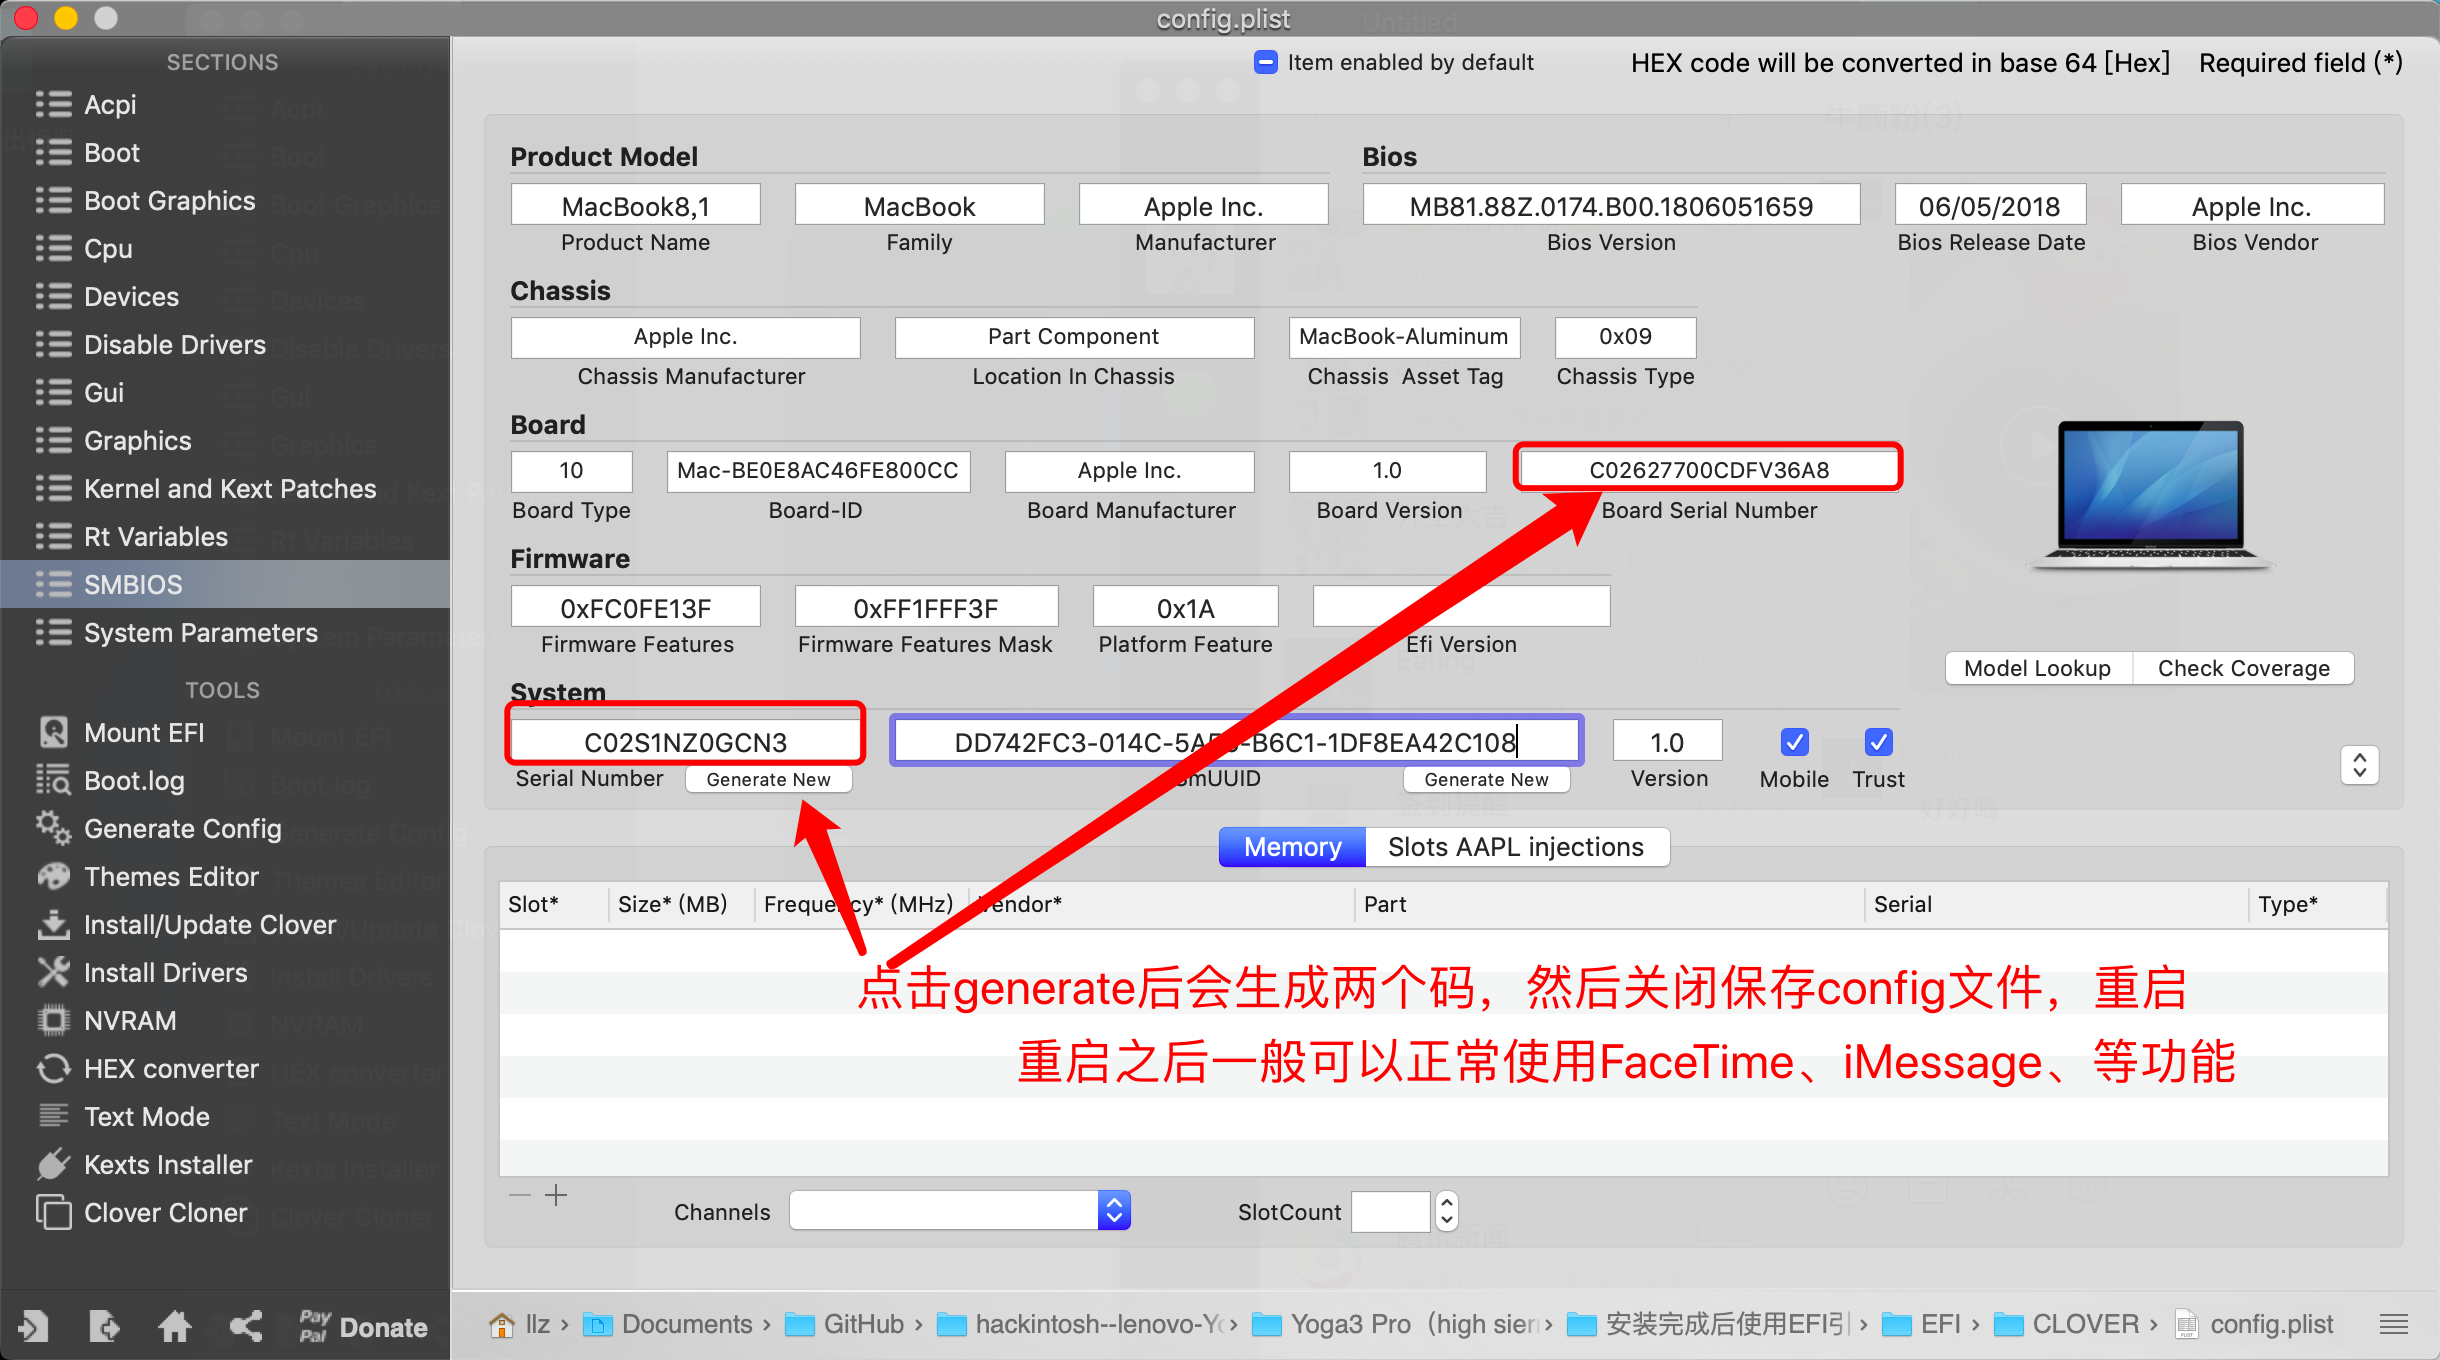 config.plist
SECTIONS
Acpi
Boot
Boot Graphics
Cpu
Devices
Disable Drivers
Gui
Graphics
Kernel and Kext Patches
Rt Variables
SMBIOS
System Parameters
TOOLS
Mount EFI
Boot.log
Generate Config
Themes Editor
Install/Update Clover
Install Drivers
NVRAM
HEX converter
Text Mode
Kexts Installer
Clover Cloner
Pay Pal Donate
Item enabled by default HEX code will be converted in base 64 [Hex] Required field (*)
Product Model Bios
MacBook8,1 MacBook Apple Inc. MB81.88Z.0174.B00.1806051659 06/05/2018 Apple Inc.
Product Name Family Manufacturer Bios Version Bios Release Date Bios Vendor
Chassis
Apple Inc. Part Component MacBook-Aluminum 0x09
Chassis Manufacturer Location In Chassis Chassis Asset Tag Chassis Type
Board
10 Mac-BE0E8AC46FE800CC Apple Inc. 1.0 C02627700CDFV36A8
Board Type Board-ID Board Manufacturer Board Version Board Serial Number
Firmware
0xFC0FE13F 0xFF1FFF3F 0x1A
Firmware Features Firmware Features Mask Platform Feature Efi Version
Model Lookup Check Coverage
System
C02S1NZ0GCN3 1.0
Serial Number Generate New Generate New Version Mobile Trust
Memory Slots AAPL injections
Slot* Size* (MB) Frequency* (MHz) Vendor* Part Serial Type*
点击generate后会生成两个码，然后关闭保存config文件，重启
重启之后一般可以正常使用FaceTime、iMessage、等功能
Channels SlotCount
llz › Documents › GitHub › hackintosh--lenovo-Yo › Yoga3 Pro （high sier › 安装完成后使用EFI引 › EFI › CLOVER › config.plist